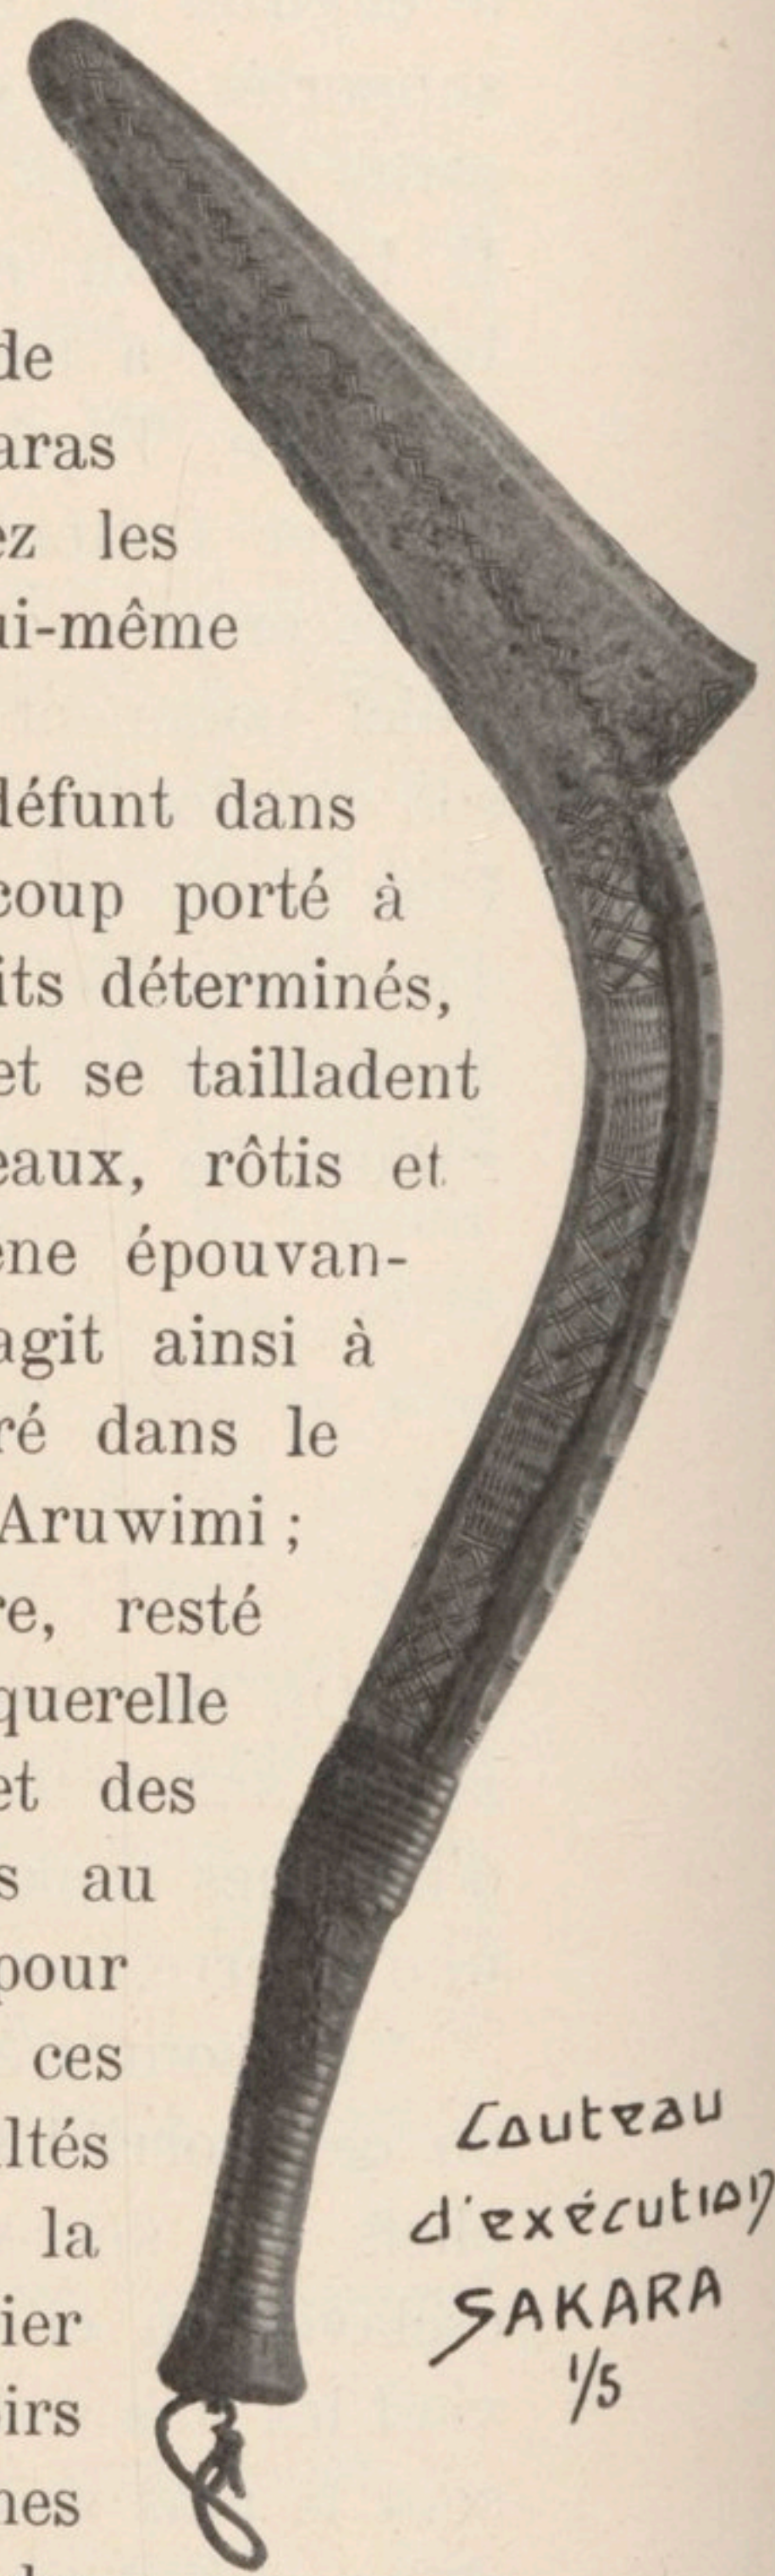 de
aras
ez les
ui-même
défunt dans
coup porté à
its déterminés,
et se tailladent
eaux, rôtis et
ène épouvan-
agit ainsi à
ré dans le
Aruwimi ;
re, resté
querelle
et des
s au
pour
ces
ltés
la
ier
irs
nes
Couteau
d'exécution
SAKARA
1/5